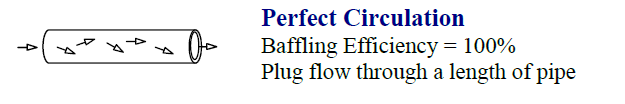 Perfect Circulation
Baffling Efficiency = 100%
Plug flow through a length of pipe